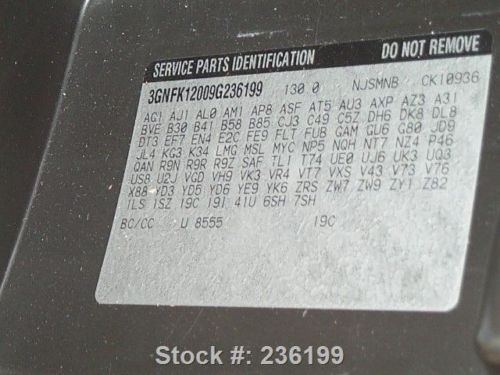 SERVICE PARTS IDENTIFICATION DO NOT REMOVE
3GNFK12009G236199 130.0 NJSMNB CK10936
AG1 AJ1 AL0 AM1 AP8 ASF AT5 AU3 AXP AZ3 A31
BVE B30 B4T B58 B85 CJ3 C49 C5Z DH6 DK8 DL8
DT3 EF7 EN4 E2C FE9 FLT FUB GAM GU6 G80 JD9
JL4 KG3 K34 LMG MSL MYC NP5 NQH NT7 NZ4 P46
QAN R9N R9R R9Z SAF TL1 T74 UE0 UJ6 UK3 UQ3
US8 U2J VGD VH9 VK3 VR4 VT7 VXS V43 V73 V76
X88 YD3 YD5 YD6 YE9 YK6 ZRS ZW7 ZW9 ZY1 Z82
1LS 1SZ 19C 19I 41U 6SH 7SH
BC/CC U 8555 19C
Stock #: 236199